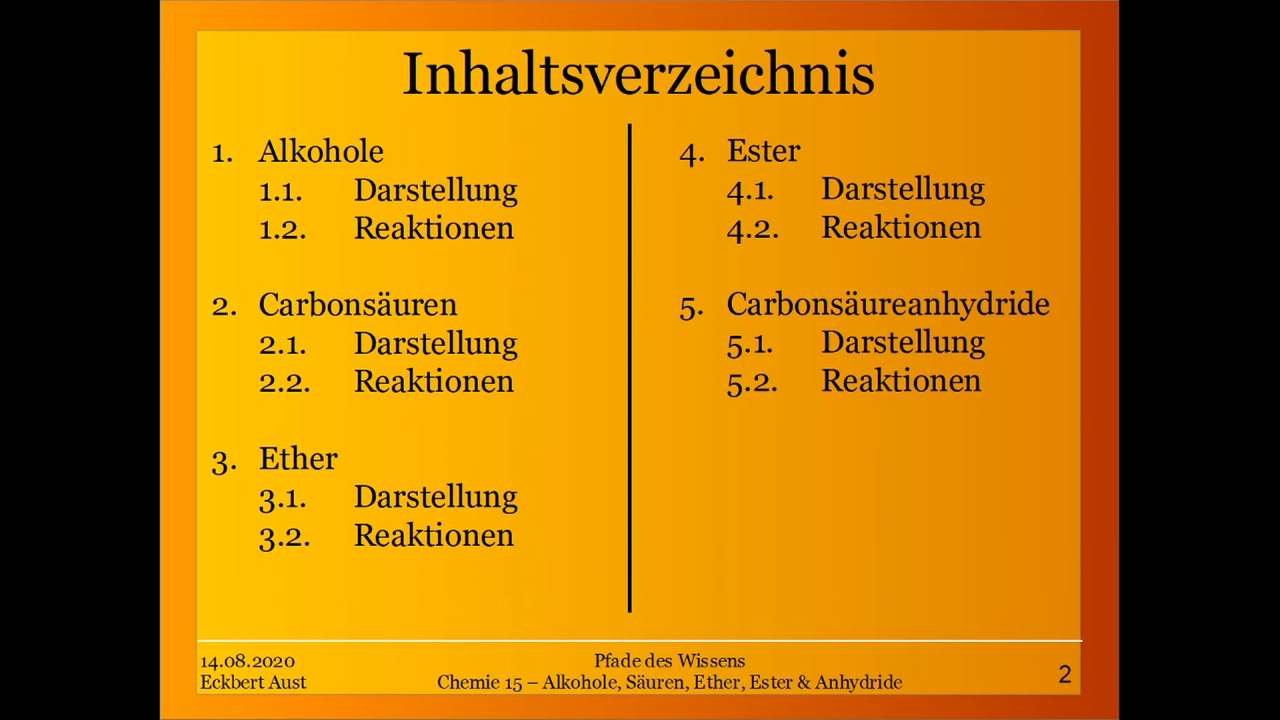 Inhaltsverzeichnis
1. Alkohole
1.1. Darstellung
1.2. Reaktionen
2. Carbonsäuren
2.1. Darstellung
2.2. Reaktionen
3. Ether
3.1. Darstellung
3.2. Reaktionen
4. Ester
4.1. Darstellung
4.2. Reaktionen
5. Carbonsäureanhydride
5.1. Darstellung
5.2. Reaktionen
14.08.2020
Eckbert Aust
Pfade des Wissens
Chemie 15 – Alkohole, Säuren, Ether, Ester & Anhydride
2